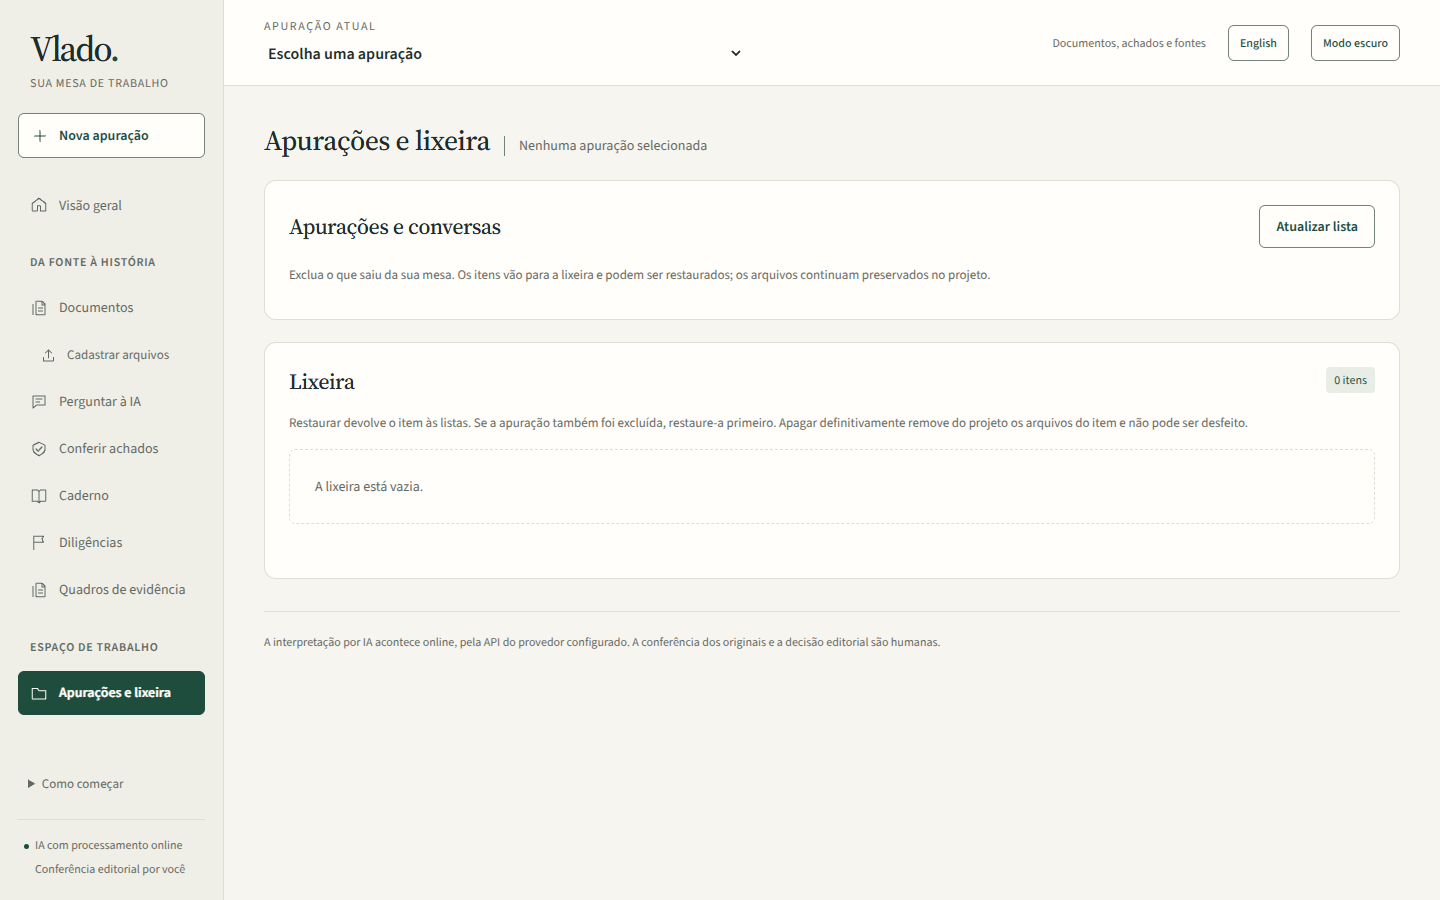 Vlado.
SUA MESA DE TRABALHO
Nova apuração
Visão geral
DA FONTE À HISTÓRIA
Documentos
Cadastrar arquivos
Perguntar à IA
Conferir achados
Caderno
Diligências
Quadros de evidência
ESPAÇO DE TRABALHO
Apurações e lixeira
Como começar
IA com processamento online
Conferência editorial por você
APURAÇÃO ATUAL
Escolha uma apuração
Documentos, achados e fontes
English
Modo escuro
Apurações e lixeira
Nenhuma apuração selecionada
Apurações e conversas
Atualizar lista
Exclua o que saiu da sua mesa. Os itens vão para a lixeira e podem ser restaurados; os arquivos continuam preservados no projeto.
Lixeira
0 itens
Restaurar devolve o item às listas. Se a apuração também foi excluída, restaure-a primeiro. Apagar definitivamente remove do projeto os arquivos do item e não pode ser desfeito.
A lixeira está vazia.
A interpretação por IA acontece online, pela API do provedor configurado. A conferência dos originais e a decisão editorial são humanas.